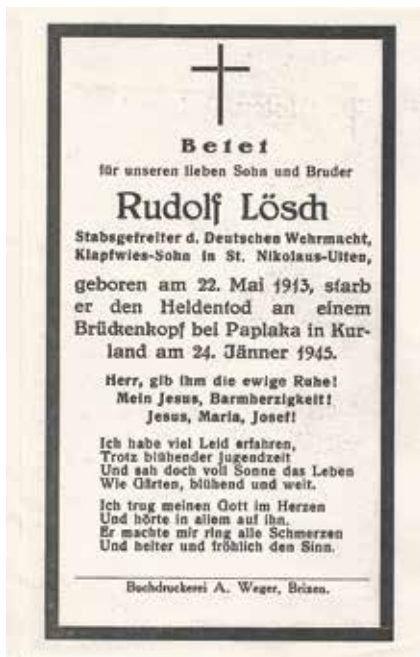 Betet
für unseren lieben Sohn und Bruder
Rudolf Lösch
Stabsgefreiter d. Deutschen Wehrmacht,
Klapfwies-Sohn in St. Nikolaus-Ulten,
geboren am 22. Mai 1913, starb
er den Heldentod an einem
Brückenkopf bei Paplaka in Kur-
land am 24. Jänner 1945.
Herr, gib ihm die ewige Ruhe!
Mein Jesus, Barmherzigkeit!
Jesus, Maria, Josef!
Ich habe viel Leid erfahren,
Trotz blühender Jugendzeit
Und sah doch voll Sonne das Leben
Wie Gärten, blühend und weit.
Ich trug meinen Gott im Herzen
Und hörte in allem auf ihn.
Er machte mir ring alle Schmerzen
Und heiter und fröhlich den Sinn.
Buchdruckerei A. Weger, Brixen.